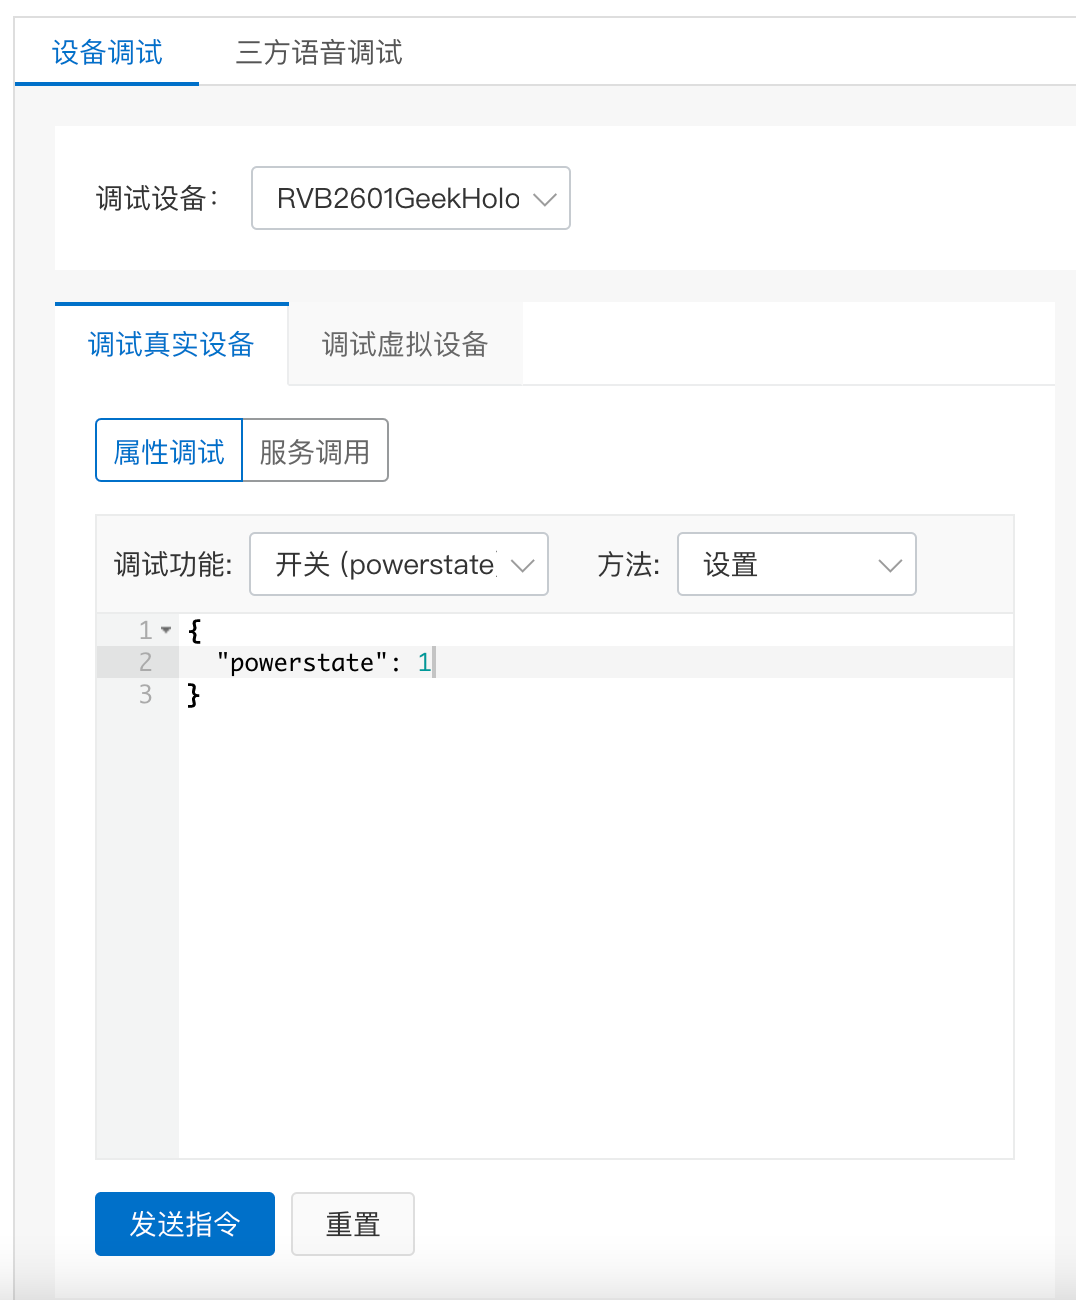 设备调试 三方语音调试
调试设备： RVB2601GeekHolo
调试真实设备 调试虚拟设备
属性调试 服务调用
调试功能: 开关 (powerstate) 方法: 设置
1 {
2 "powerstate": 1
3 }
发送指令 重置